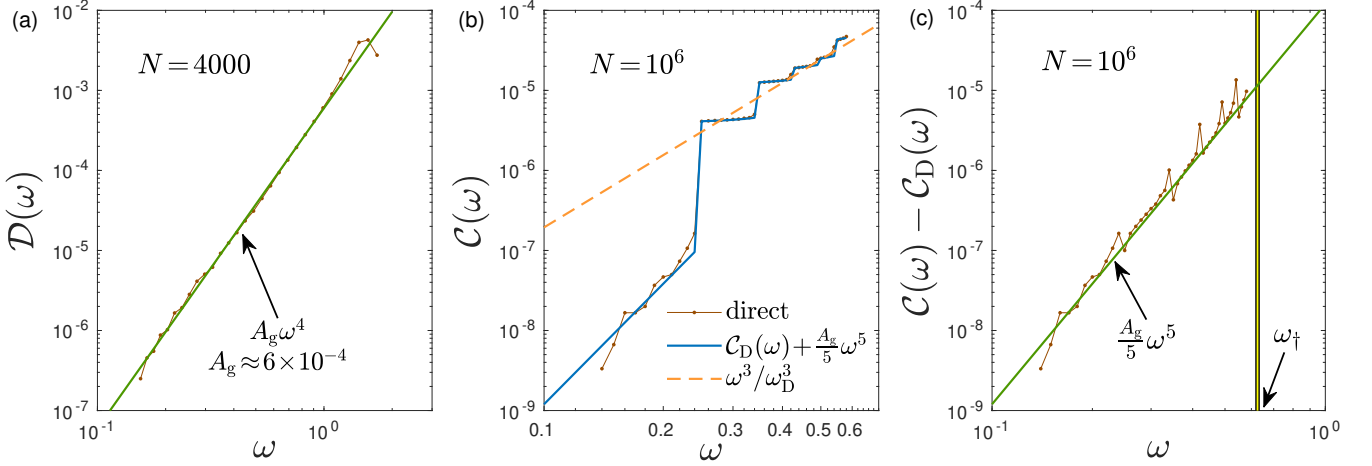 (a)
10^-2
10^-3
10^-4
10^-5
10^-6
10^-7
D(ω)
N = 4000
A_g ω^4
A_g ≈ 6 × 10^-4
10^-1
10^0
ω
(b)
10^-4
10^-5
10^-6
10^-7
10^-8
10^-9
C(ω)
N = 10^6
direct
C_D(ω) + A_g/5 ω^5
ω^3/ω_D^3
0.1
0.2
0.3
0.4
0.5
0.6
ω
(c)
10^-4
10^-5
10^-6
10^-7
10^-8
10^-9
C(ω) − C_D(ω)
N = 10^6
A_g/5 ω^5
ω_†
10^-1
10^0
ω